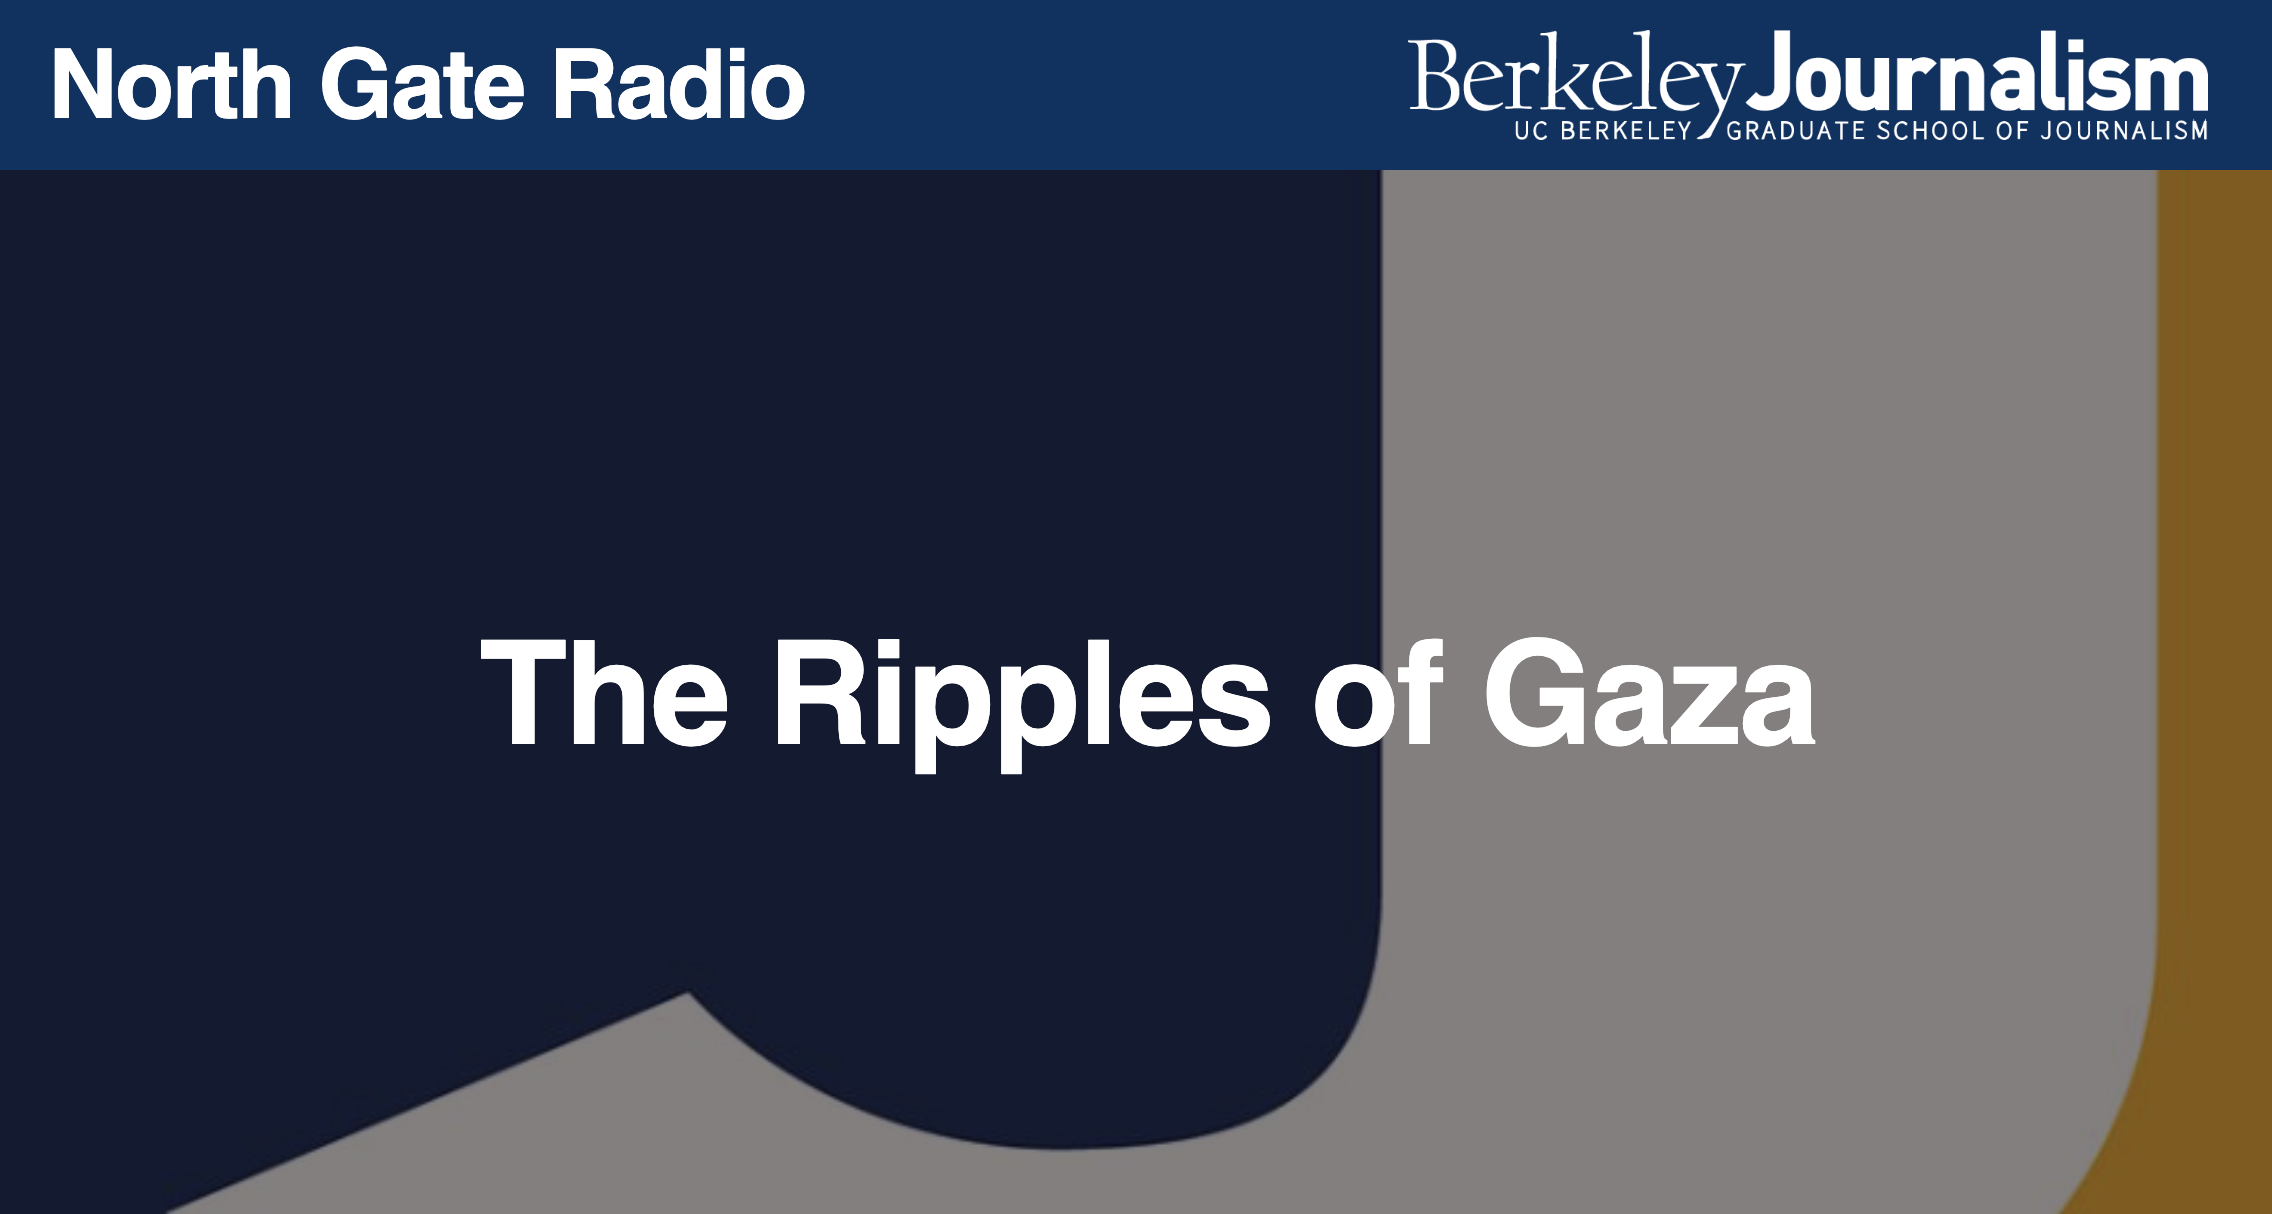 North Gate Radio
BerkeleyJournalism
UC BERKELEY GRADUATE SCHOOL OF JOURNALISM
The Ripples of Gaza